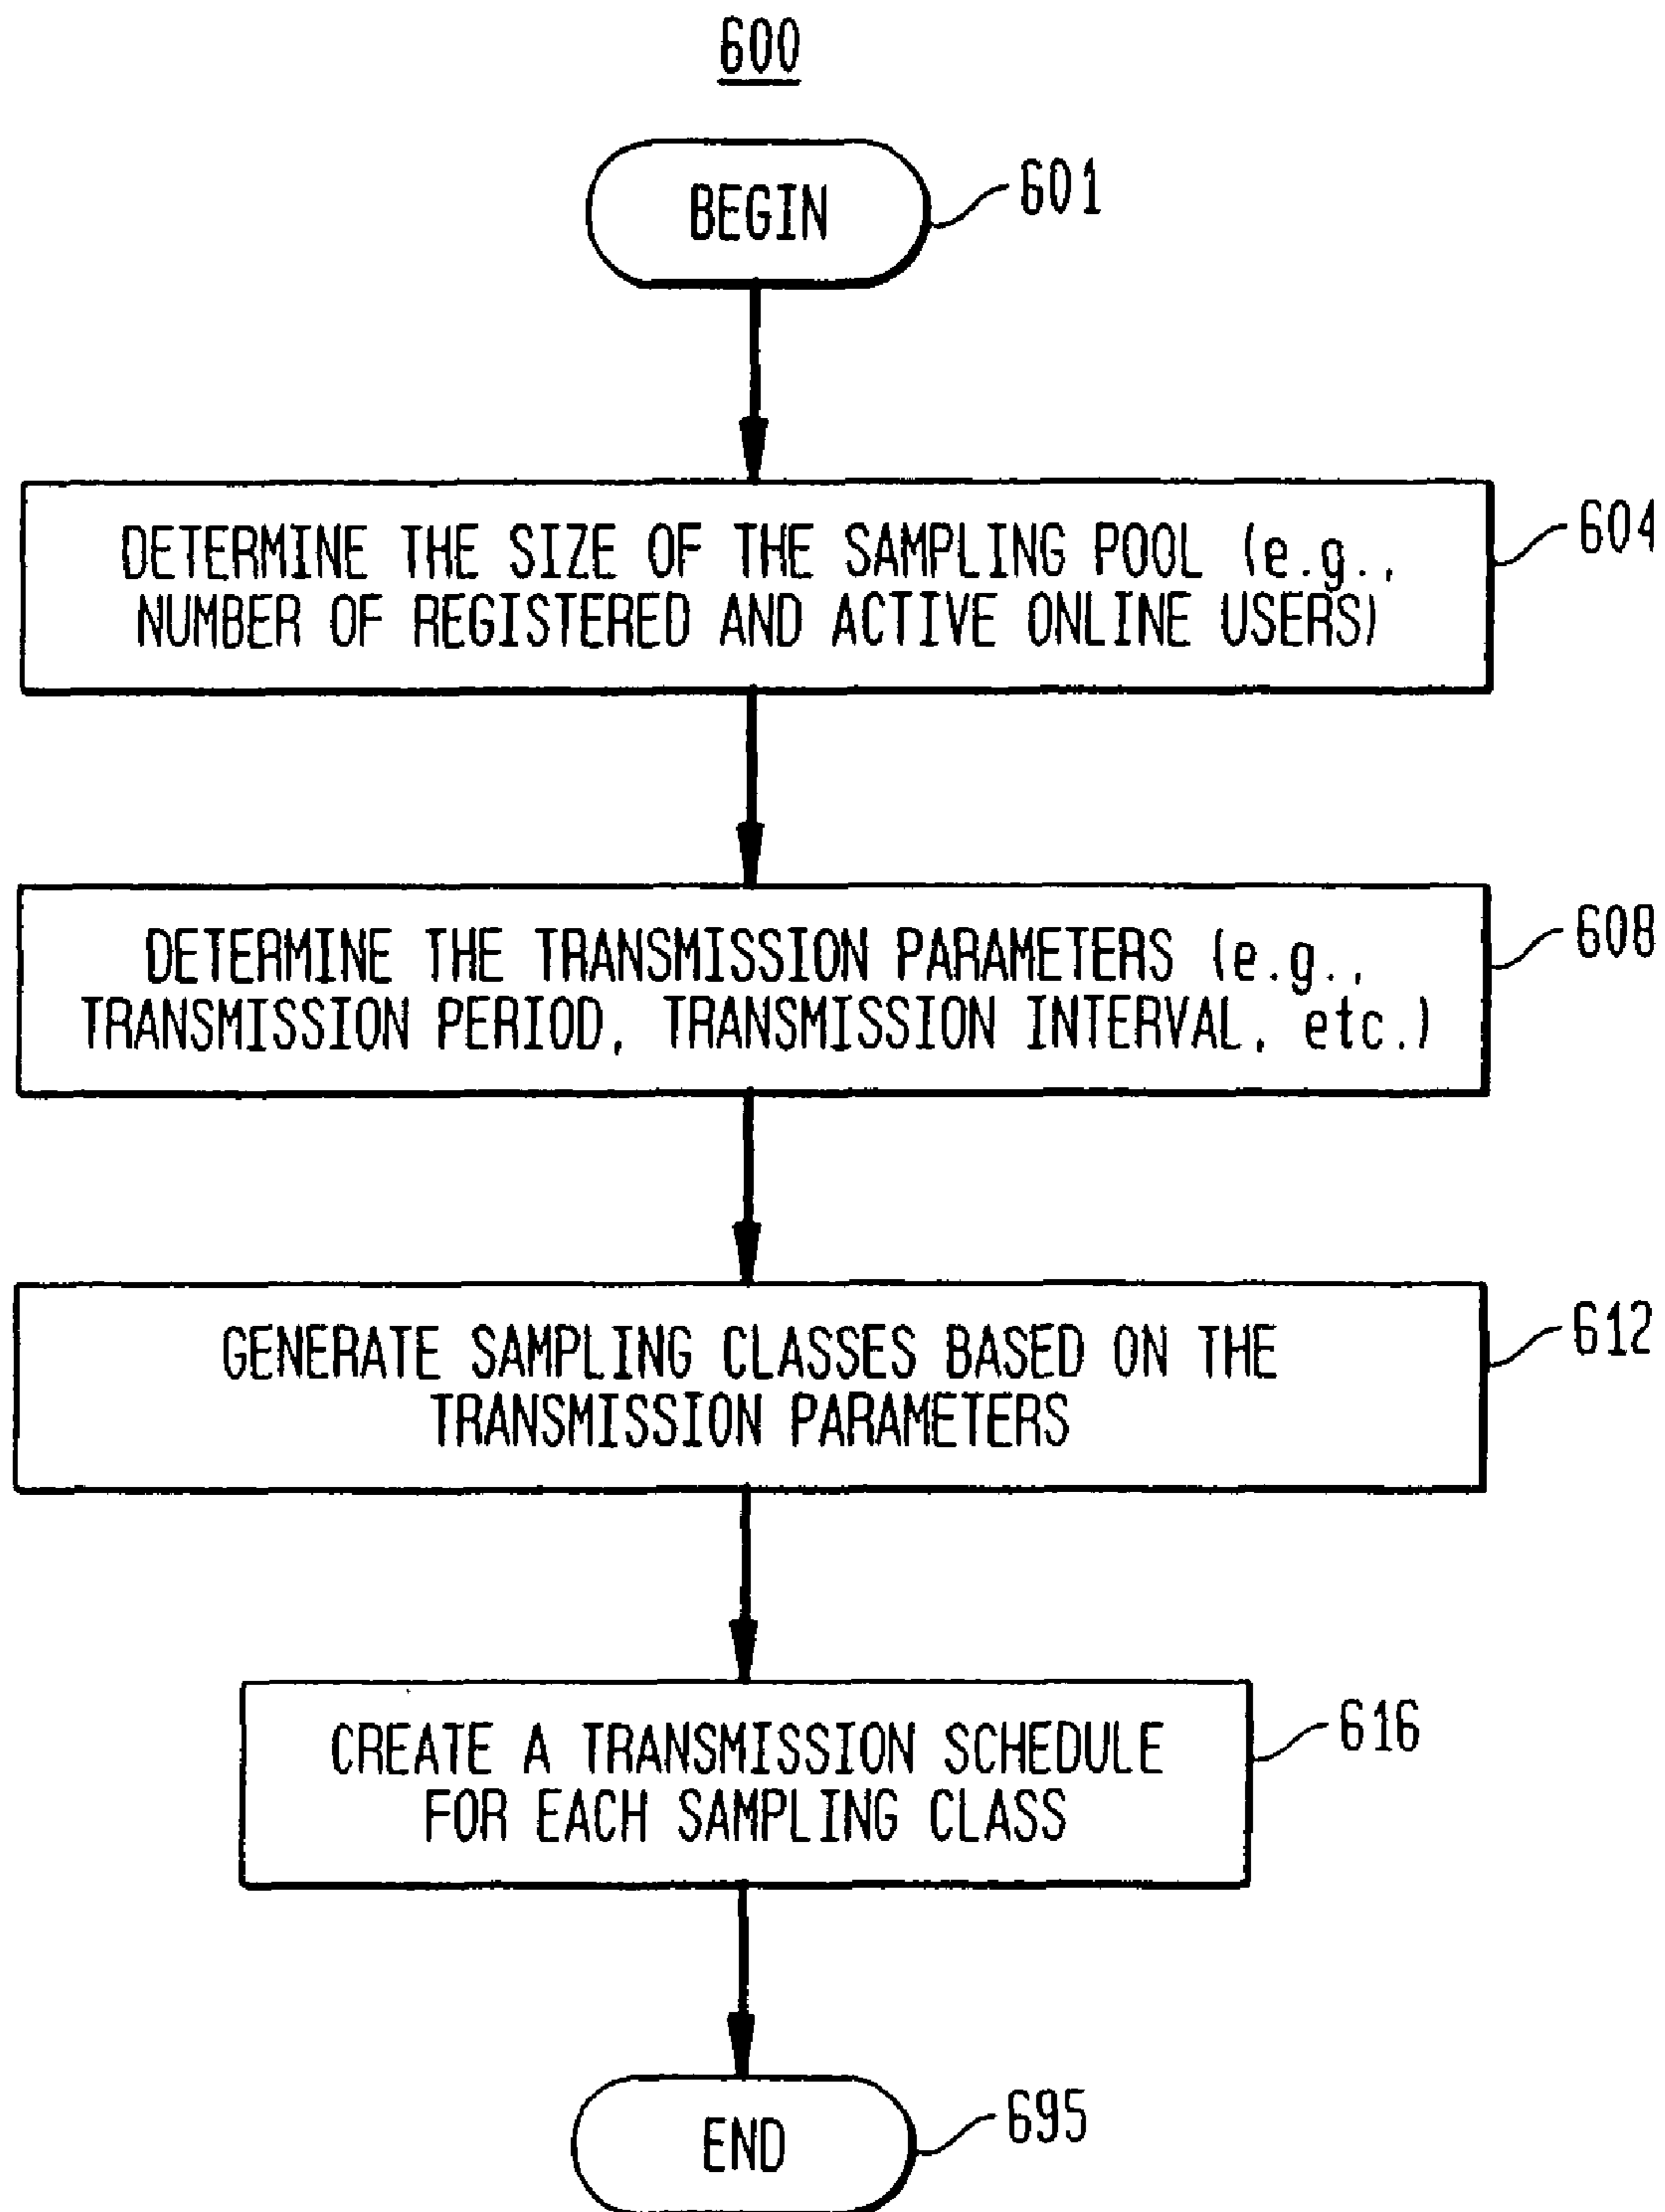 600
BEGIN
601
DETERMINE THE SIZE OF THE SAMPLING POOL (e.g.,
NUMBER OF REGISTERED AND ACTIVE ONLINE USERS)
604
DETERMINE THE TRANSMISSION PARAMETERS (e.g.,
TRANSMISSION PERIOD, TRANSMISSION INTERVAL, etc.)
608
GENERATE SAMPLING CLASSES BASED ON THE
TRANSMISSION PARAMETERS
612
CREATE A TRANSMISSION SCHEDULE
FOR EACH SAMPLING CLASS
616
END
695